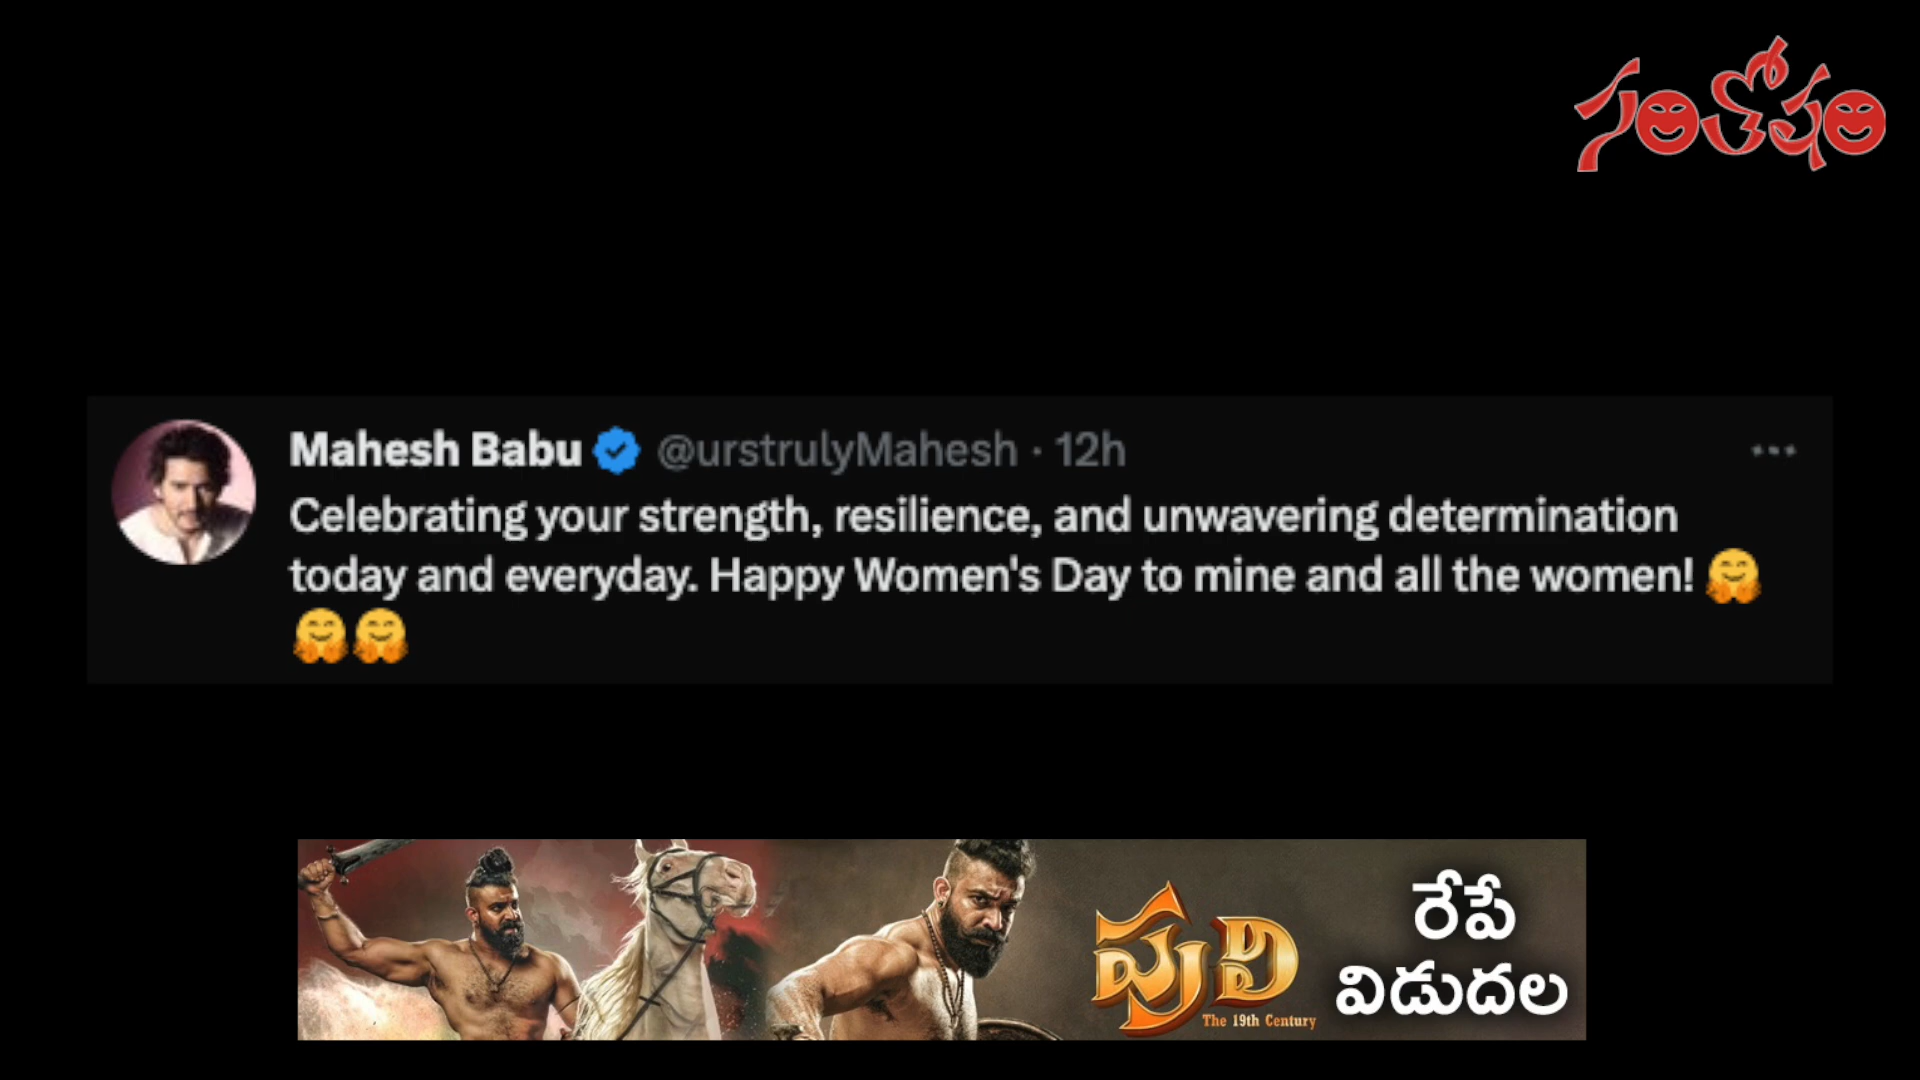 సంతోషం
Mahesh Babu @urstrulyMahesh · 12h
Celebrating your strength, resilience, and unwavering determination
today and everyday. Happy Women's Day to mine and all the women! 🤗
🤗🤗
పులి
The 19th Century
రేపే
విడుదల